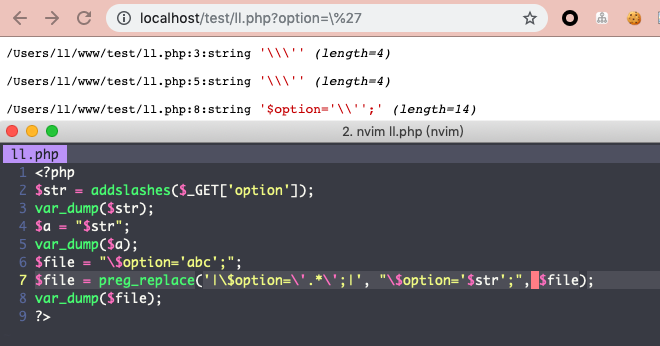 localhost/test/ll.php?option=\%27
/Users/ll/www/test/ll.php:3:string '\\\'' (length=4)
/Users/ll/www/test/ll.php:5:string '\\\'' (length=4)
/Users/ll/www/test/ll.php:8:string '$option='\\'';' (length=14)
2. nvim ll.php (nvim)
ll.php
1 <?php
2 $str = addslashes($_GET['option']);
3 var_dump($str);
4 $a = "$str";
5 var_dump($a);
6 $file = "\$option='abc';";
7 $file = preg_replace('|\$option=\'.*\';|', "\$option='$str';", $file);
8 var_dump($file);
9 ?>